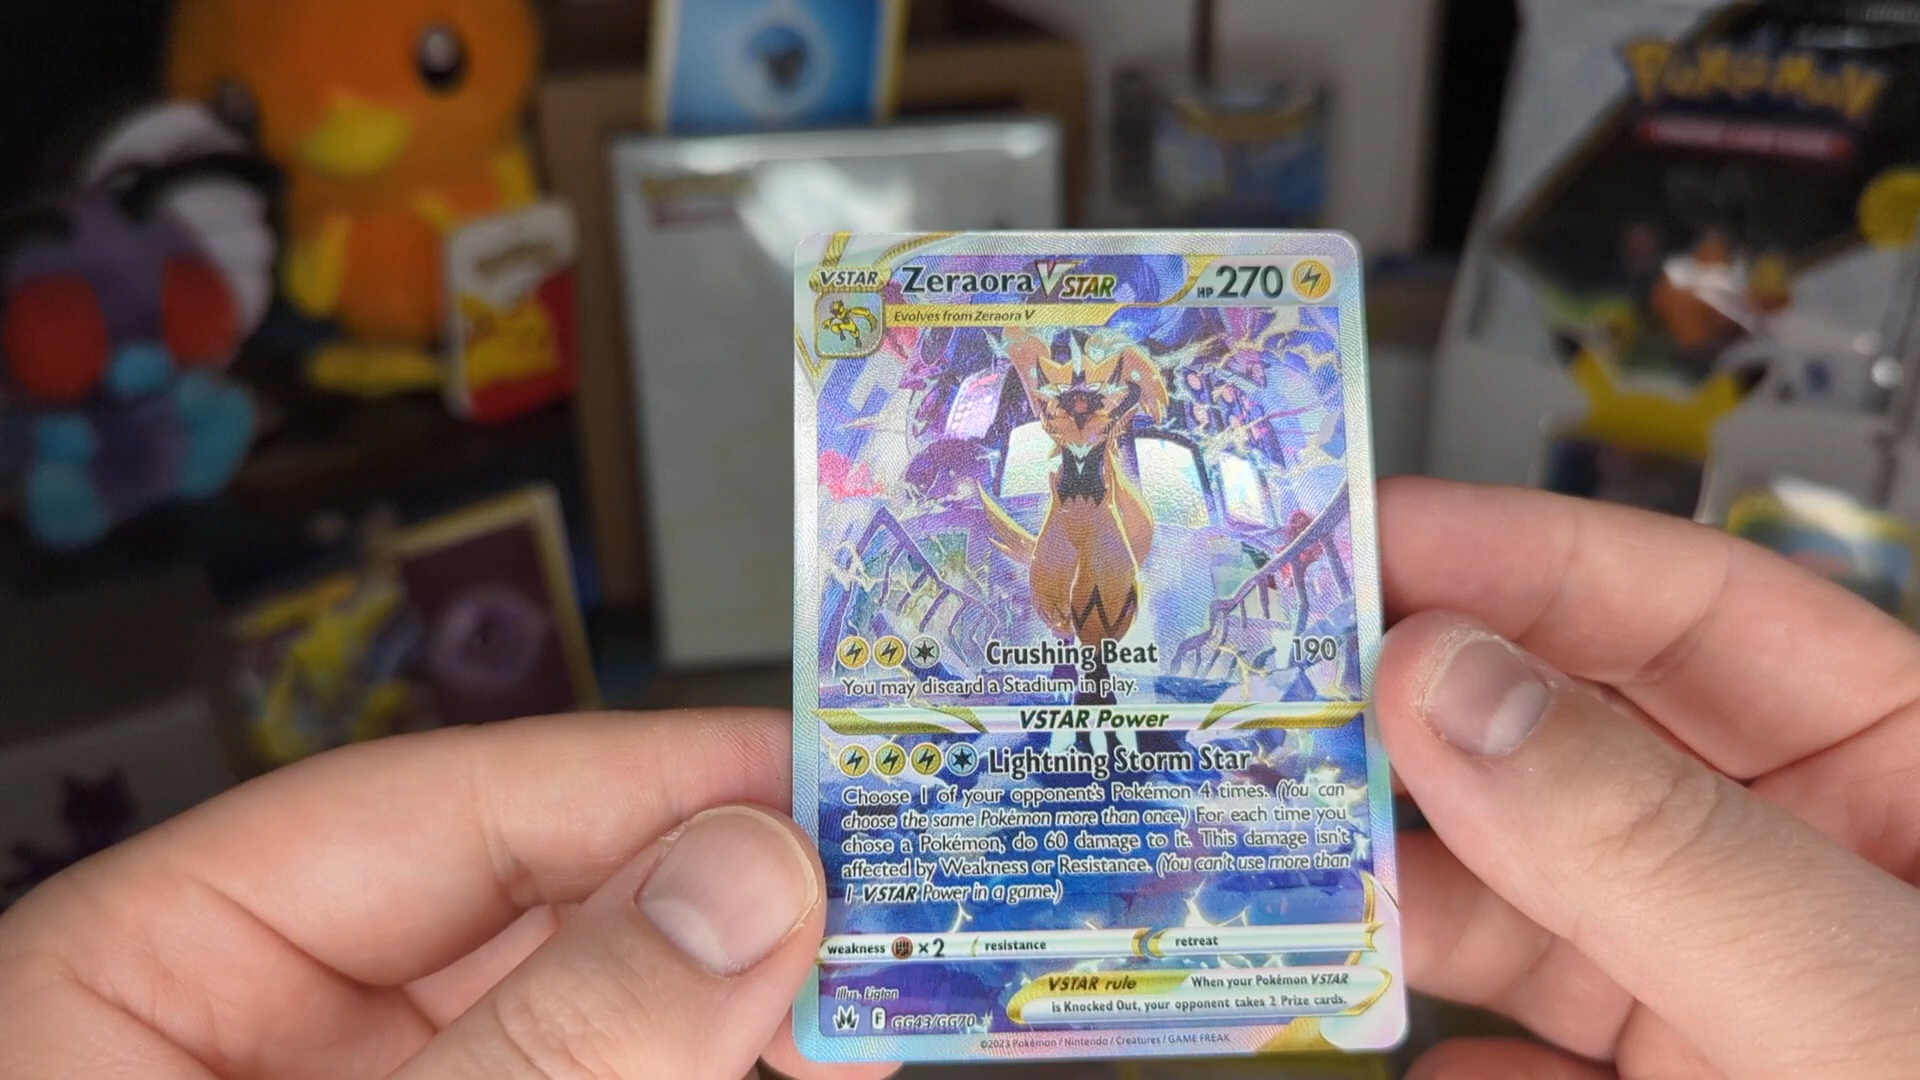 POKéMON
VSTAR
Zeraora VSTAR
HP 270
Evolves from Zeraora V
Crushing Beat 190
You may discard a Stadium in play.
VSTAR Power
Lightning Storm Star
Choose 1 of your opponent's Pokémon 4 times. (You can
choose the same Pokémon more than once.) For each time you
chose a Pokémon, do 60 damage to it. This damage isn't
affected by Weakness or Resistance. (You can't use more than
1 VSTAR Power in a game.)
weakness ×2 resistance retreat
VSTAR rule When your Pokémon VSTAR
is Knocked Out, your opponent takes 2 Prize cards.
Illus. Ligton
F GG43/GG70
©2023 Pokémon / Nintendo / Creatures / GAME FREAK